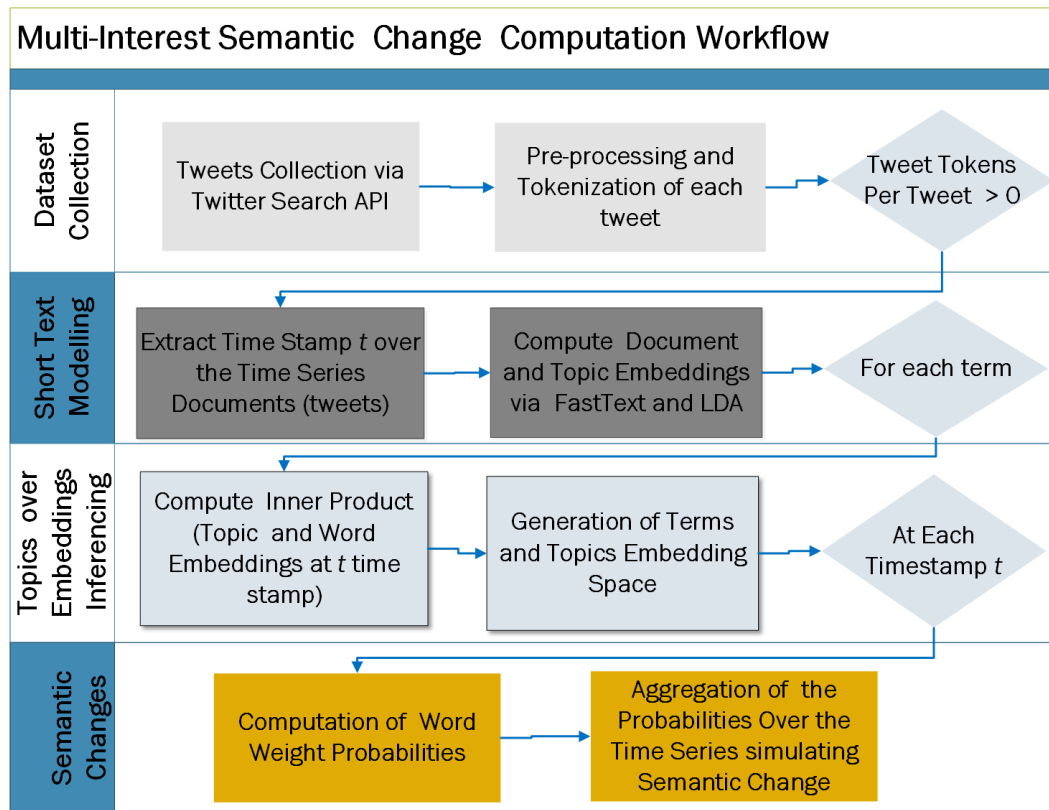 Multi-Interest Semantic Change Computation Workflow
Dataset
Collection
Tweets Collection via
Twitter Search API
Pre-processing and
Tokenization of each
tweet
Tweet Tokens
Per Tweet > 0
Short Text
Modelling
Extract Time Stamp t over
the Time Series
Documents (tweets)
Compute Document
and Topic Embeddings
via FastText and LDA
For each term
Topics over
Embeddings
Inferencing
Compute Inner Product
(Topic and Word
Embeddings at t time
stamp)
Generation of Terms
and Topics Embedding
Space
At Each
Timestamp t
Semantic
Changes
Computation of Word
Weight Probabilities
Aggregation of the
Probabilities Over the
Time Series simulating
Semantic Change